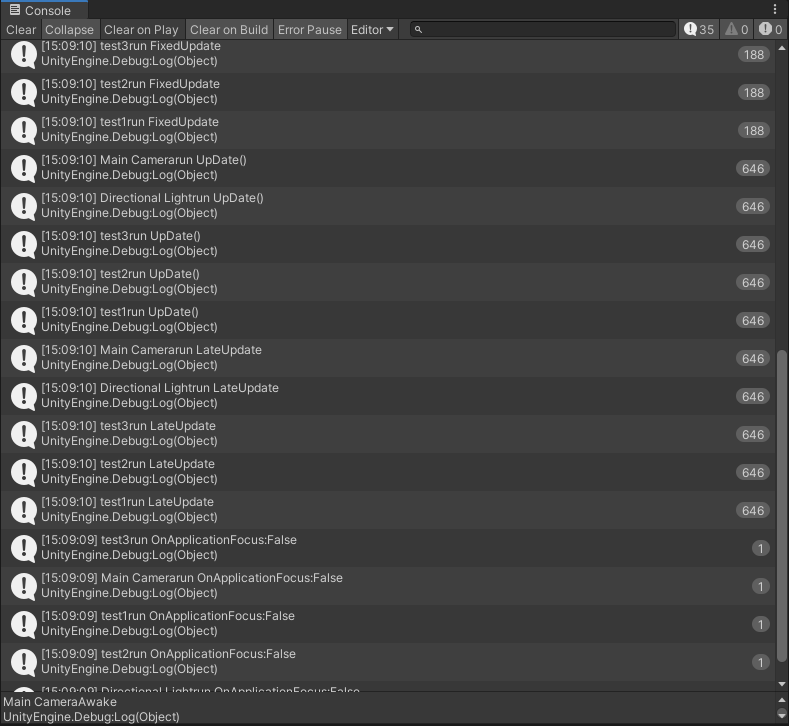 Console
Clear Collapse Clear on Play Clear on Build Error Pause Editor 35 0 0
[15:09:10] test3run FixedUpdate
UnityEngine.Debug:Log(Object)
188
[15:09:10] test2run FixedUpdate
UnityEngine.Debug:Log(Object)
188
[15:09:10] test1run FixedUpdate
UnityEngine.Debug:Log(Object)
188
[15:09:10] Main Camerarun UpDate()
UnityEngine.Debug:Log(Object)
646
[15:09:10] Directional Lightrun UpDate()
UnityEngine.Debug:Log(Object)
646
[15:09:10] test3run UpDate()
UnityEngine.Debug:Log(Object)
646
[15:09:10] test2run UpDate()
UnityEngine.Debug:Log(Object)
646
[15:09:10] test1run UpDate()
UnityEngine.Debug:Log(Object)
646
[15:09:10] Main Camerarun LateUpdate
UnityEngine.Debug:Log(Object)
646
[15:09:10] Directional Lightrun LateUpdate
UnityEngine.Debug:Log(Object)
646
[15:09:10] test3run LateUpdate
UnityEngine.Debug:Log(Object)
646
[15:09:10] test2run LateUpdate
UnityEngine.Debug:Log(Object)
646
[15:09:10] test1run LateUpdate
UnityEngine.Debug:Log(Object)
646
[15:09:09] test3run OnApplicationFocus:False
UnityEngine.Debug:Log(Object)
1
[15:09:09] Main Camerarun OnApplicationFocus:False
UnityEngine.Debug:Log(Object)
1
[15:09:09] test1run OnApplicationFocus:False
UnityEngine.Debug:Log(Object)
1
[15:09:09] test2run OnApplicationFocus:False
UnityEngine.Debug:Log(Object)
1
[15:09:09] Directional Lightrun OnApplicationFocus:False
Main CameraAwake
UnityEngine.Debug:Log(Object)